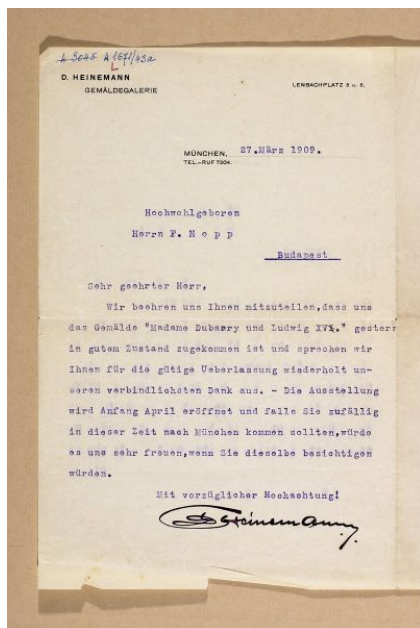 A 3045 A 1671/43a
D. HEINEMANN
GEMÄLDEGALERIE
LENBACHPLATZ 5 u. 6.
MÜNCHEN, 27.März 1909.
TEL.-RUF 7304.
Hochwohlgeboren
Herrn F. H o p p
Budapest
Sehr geehrter Herr,
Wir beehren uns Ihnen mitzuteilen,dass uns
das Gemälde "Madame Dubarry und Ludwig XV." gestern
in gutem Zustand zugekommen ist und sprechen wir
Ihnen für die gütige Ueberlassung wiederholt un-
seren verbindlichsten Dank aus. - Die Ausstellung
wird Anfang April eröffnet und falls Sie zufällig
in dieser Zeit nach München kommen sollten,würde
es uns sehr freuen,wenn Sie dieselbe besichtigen
würden.
Mit vorzüglicher Hochachtung!
D Heinemann.